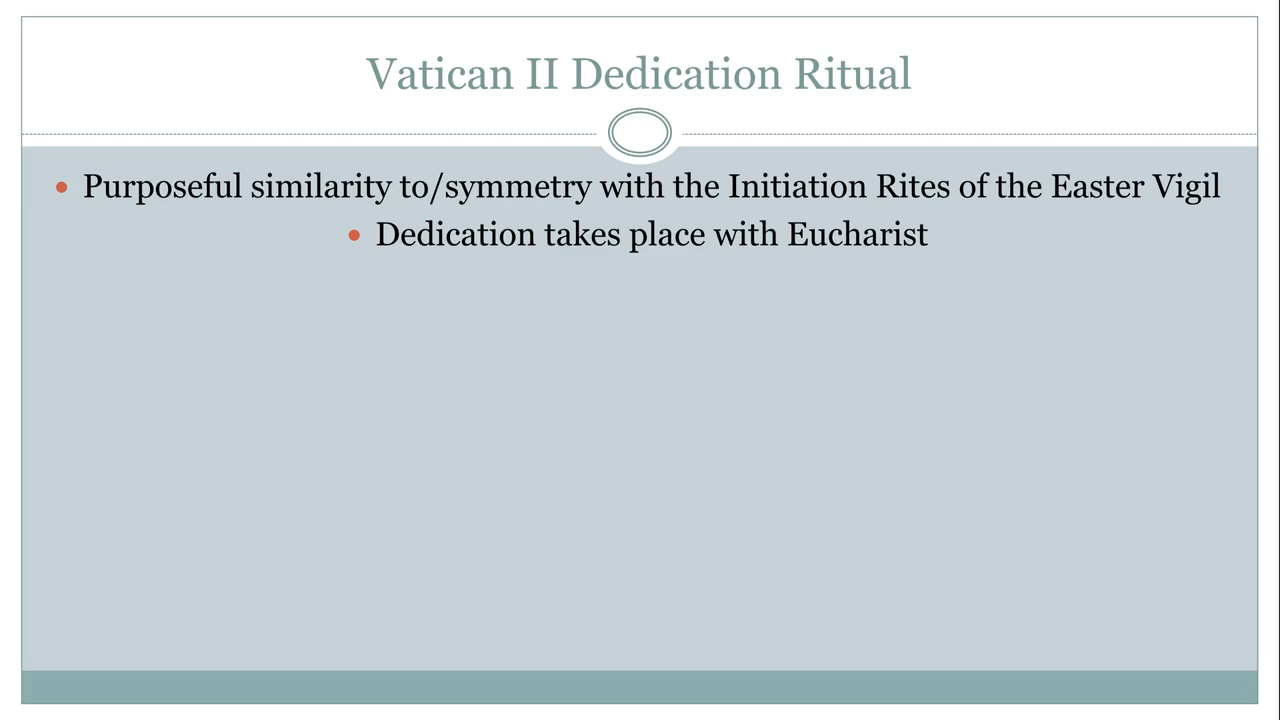 Vatican II Dedication Ritual
• Purposeful similarity to/symmetry with the Initiation Rites of the Easter Vigil
• Dedication takes place with Eucharist